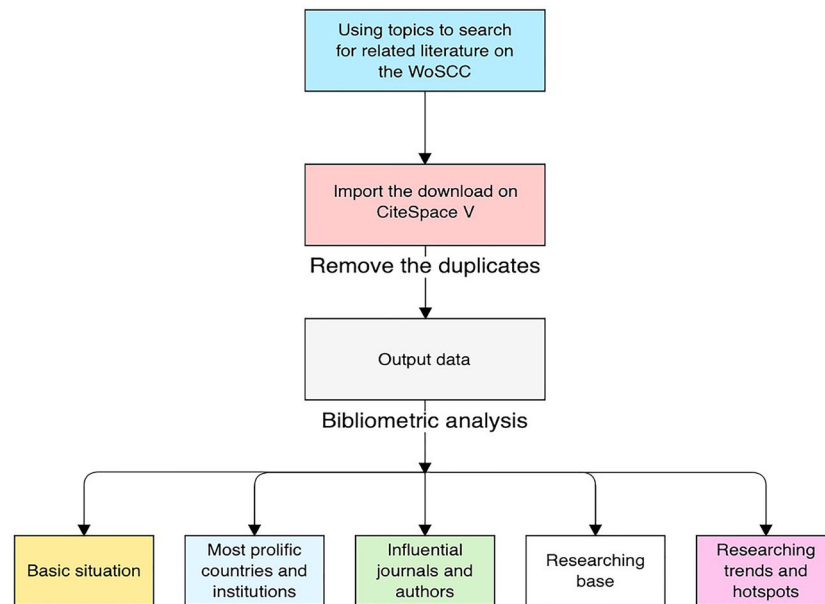 Using topics to search
for related literature on
the WoSCC
Import the download on
CiteSpace V
Remove the duplicates
Output data
Bibliometric analysis
Basic situation
Most prolific
countries and
institutions
Influential
journals and
authors
Researching
base
Researching
trends and
hotspots